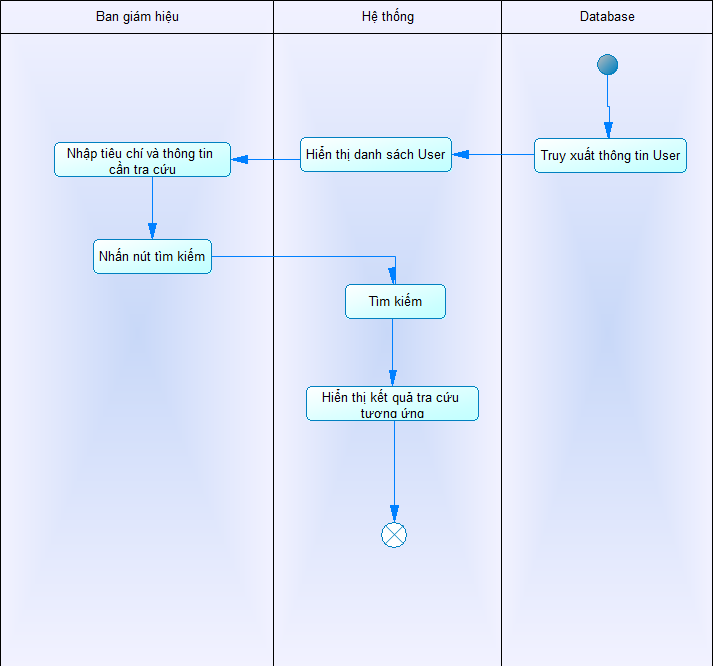 Ban giám hiệu
Hệ thống
Database
Nhập tiêu chí và thông tin
cần tra cứu
Hiển thị danh sách User
Truy xuất thông tin User
Nhấn nút tìm kiếm
Tìm kiếm
Hiển thị kết quả tra cứu
tương ứng